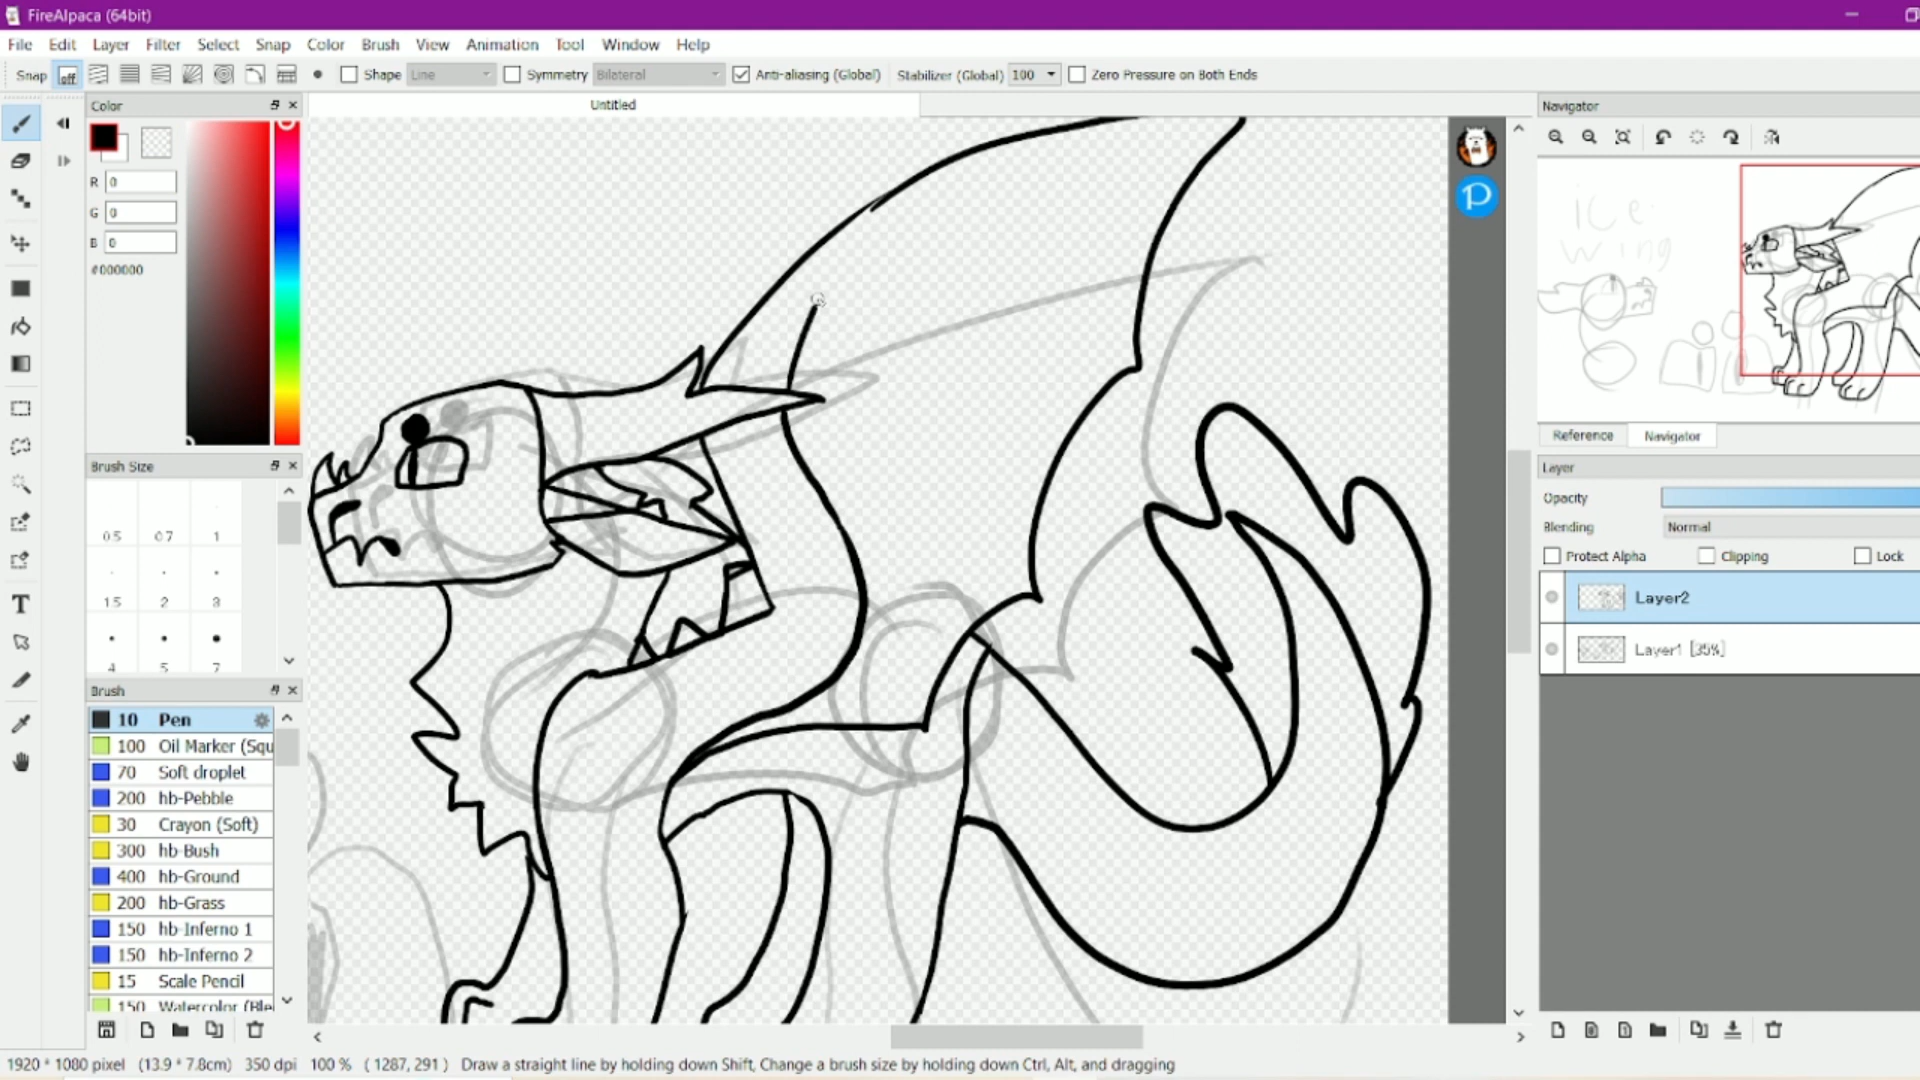 FireAlpaca (64bit)
File Edit Layer Filter Select Snap Color Brush View Animation Tool Window Help
Snap off Shape Line Symmetry Bilateral Anti-aliasing (Global) Stabilizer (Global) 100 Zero Pressure on Both Ends
Color
Untitled
Navigator
R 0
G 0
B 0
#000000
ice
wing
Reference Navigator
Brush Size
0.5 0.7 1
1.5 2 3
4 5 7
Layer
Opacity
Blending Normal
Protect Alpha Clipping Lock
Layer2
Layer1 [35%]
Brush
10 Pen
100 Oil Marker (Squ
70 Soft droplet
200 hb-Pebble
30 Crayon (Soft)
300 hb-Bush
400 hb-Ground
200 hb-Grass
150 hb-Inferno 1
150 hb-Inferno 2
15 Scale Pencil
150 Watercolor (Ble
1920 * 1080 pixel (13.9 * 7.8cm) 350 dpi 100 % ( 1287, 291 ) Draw a straight line by holding down Shift, Change a brush size by holding down Ctrl, Alt, and dragging